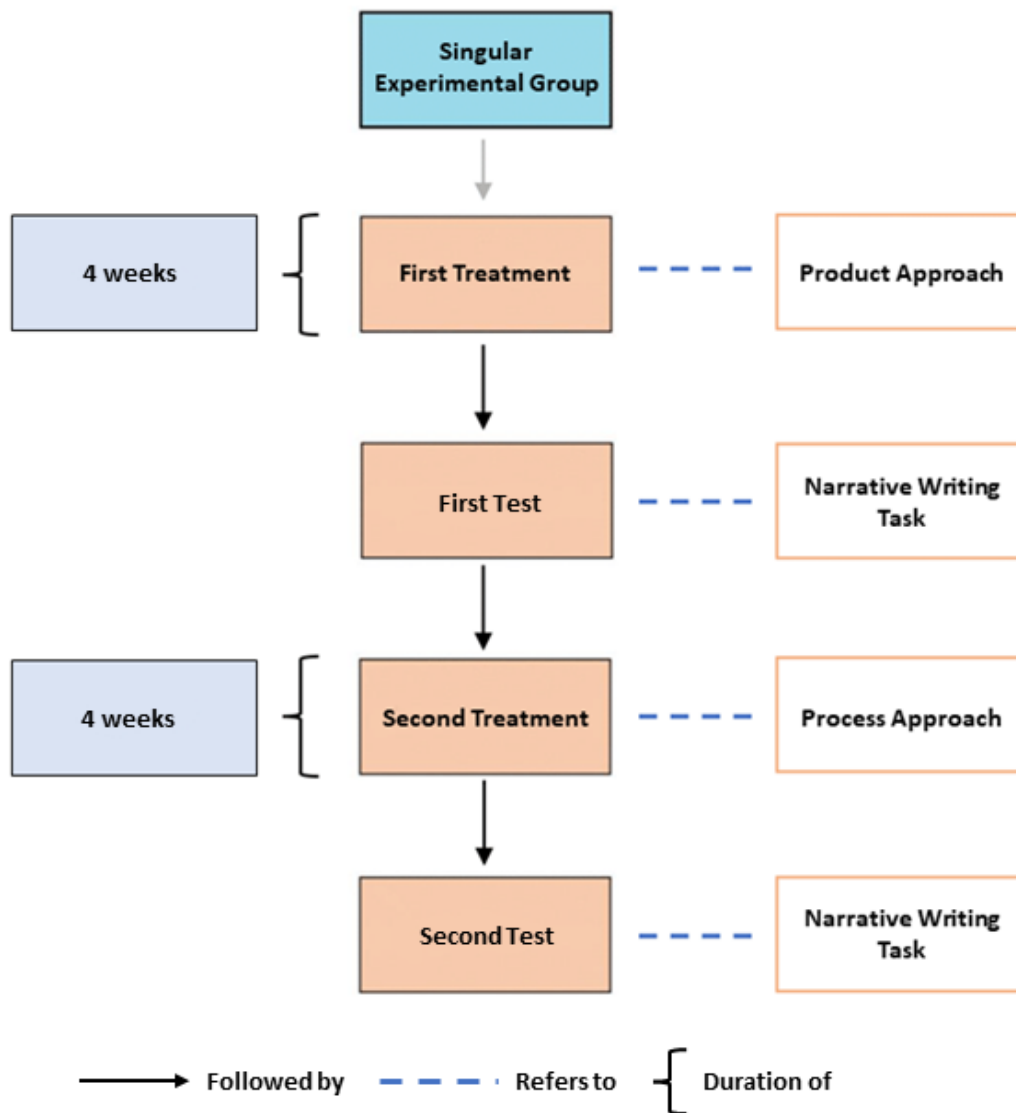 Singular
Experimental Group
4 weeks
First Treatment
Product Approach
First Test
Narrative Writing
Task
4 weeks
Second Treatment
Process Approach
Second Test
Narrative Writing
Task
Followed by
Refers to
Duration of